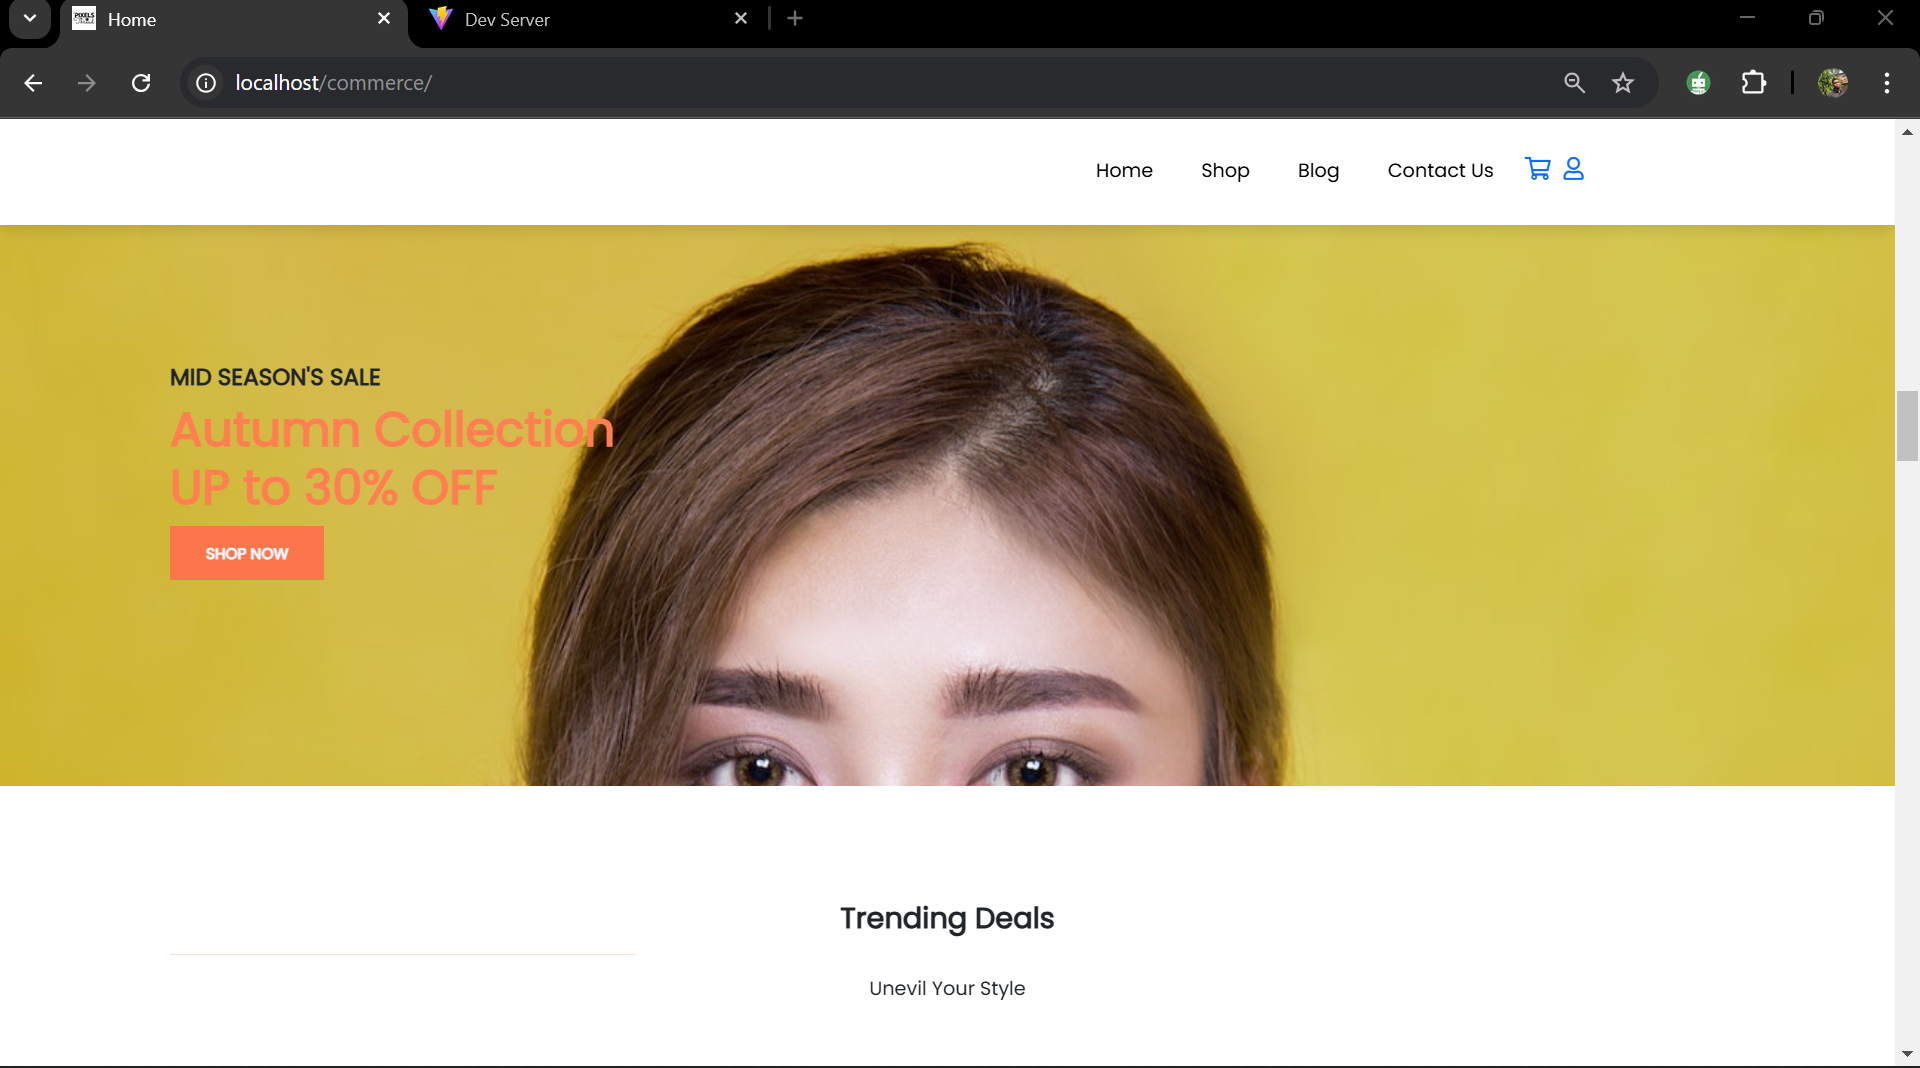 Home
Dev Server
localhost/commerce/
Home
Shop
Blog
Contact Us
MID SEASON'S SALE
Autumn Collection
UP to 30% OFF
SHOP NOW
Trending Deals
Unevil Your Style